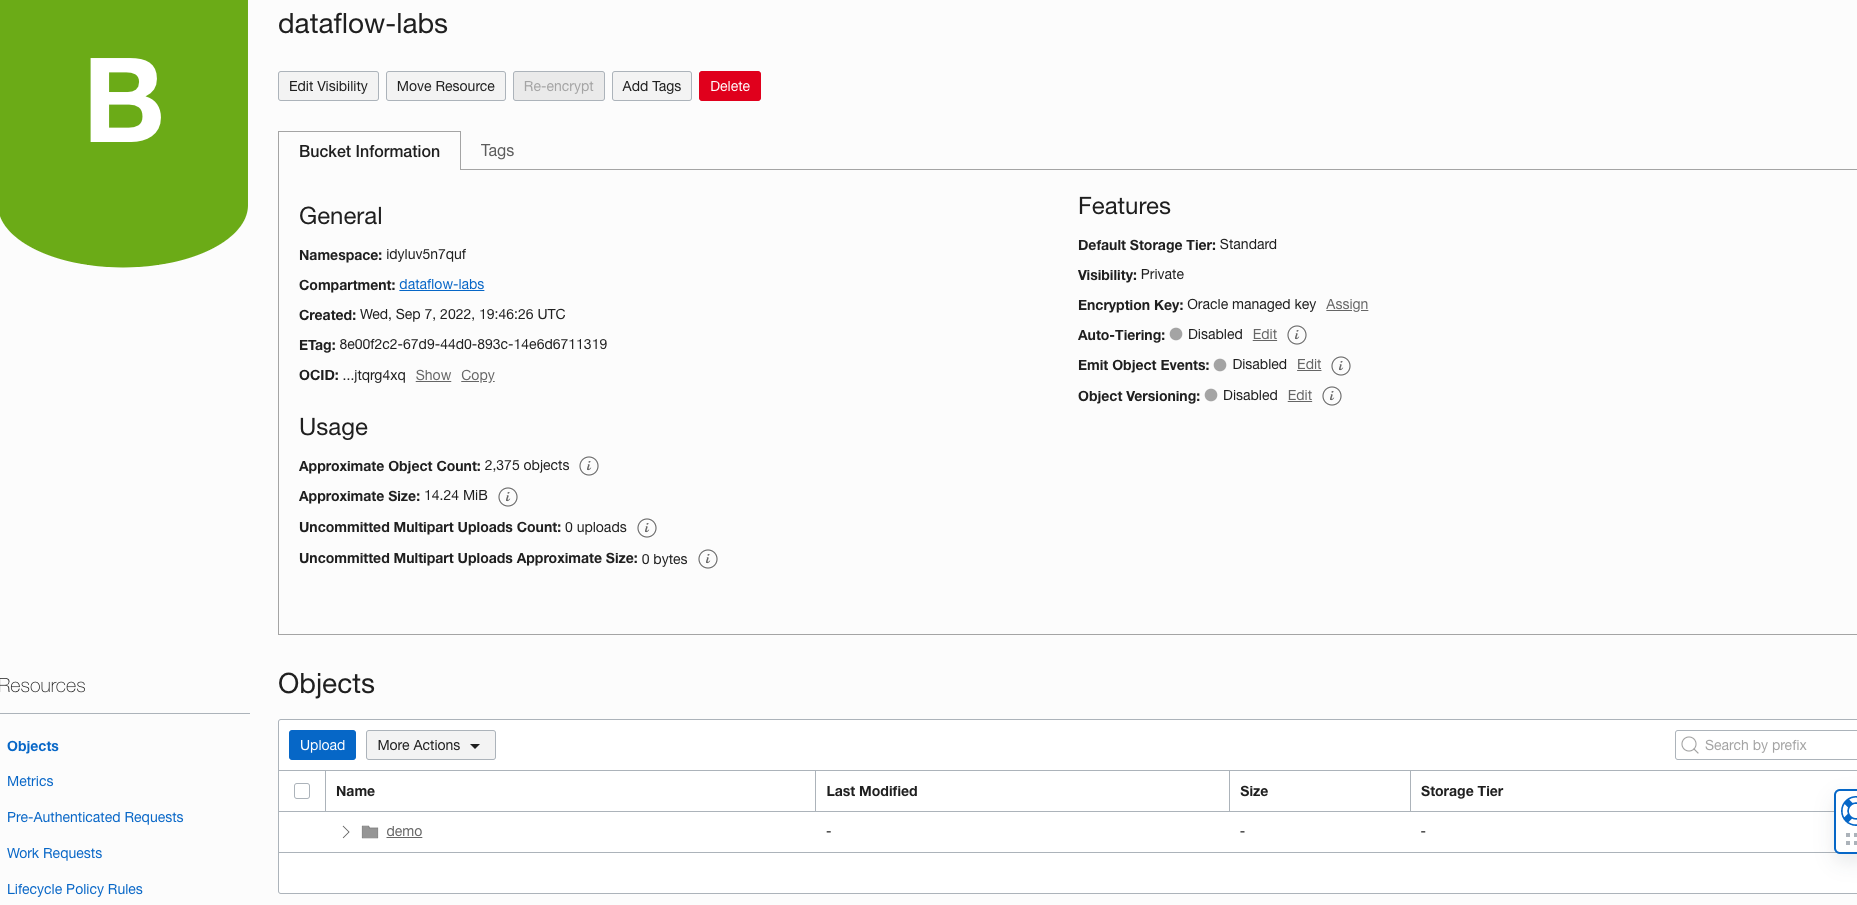 B
dataflow-labs
Edit Visibility Move Resource Re-encrypt Add Tags Delete
Bucket Information Tags
General
Namespace: idyluv5n7quf
Compartment: dataflow-labs
Created: Wed, Sep 7, 2022, 19:46:26 UTC
ETag: 8e00f2c2-67d9-44d0-893c-14e6d6711319
OCID: ...jtqrg4xq Show Copy
Usage
Approximate Object Count: 2,375 objects i
Approximate Size: 14.24 MiB i
Uncommitted Multipart Uploads Count: 0 uploads i
Uncommitted Multipart Uploads Approximate Size: 0 bytes i
Features
Default Storage Tier: Standard
Visibility: Private
Encryption Key: Oracle managed key Assign
Auto-Tiering: Disabled Edit i
Emit Object Events: Disabled Edit i
Object Versioning: Disabled Edit i
Resources
Objects
Metrics
Pre-Authenticated Requests
Work Requests
Lifecycle Policy Rules
Objects
Upload More Actions
Search by prefix
Name Last Modified Size Storage Tier
demo - - -